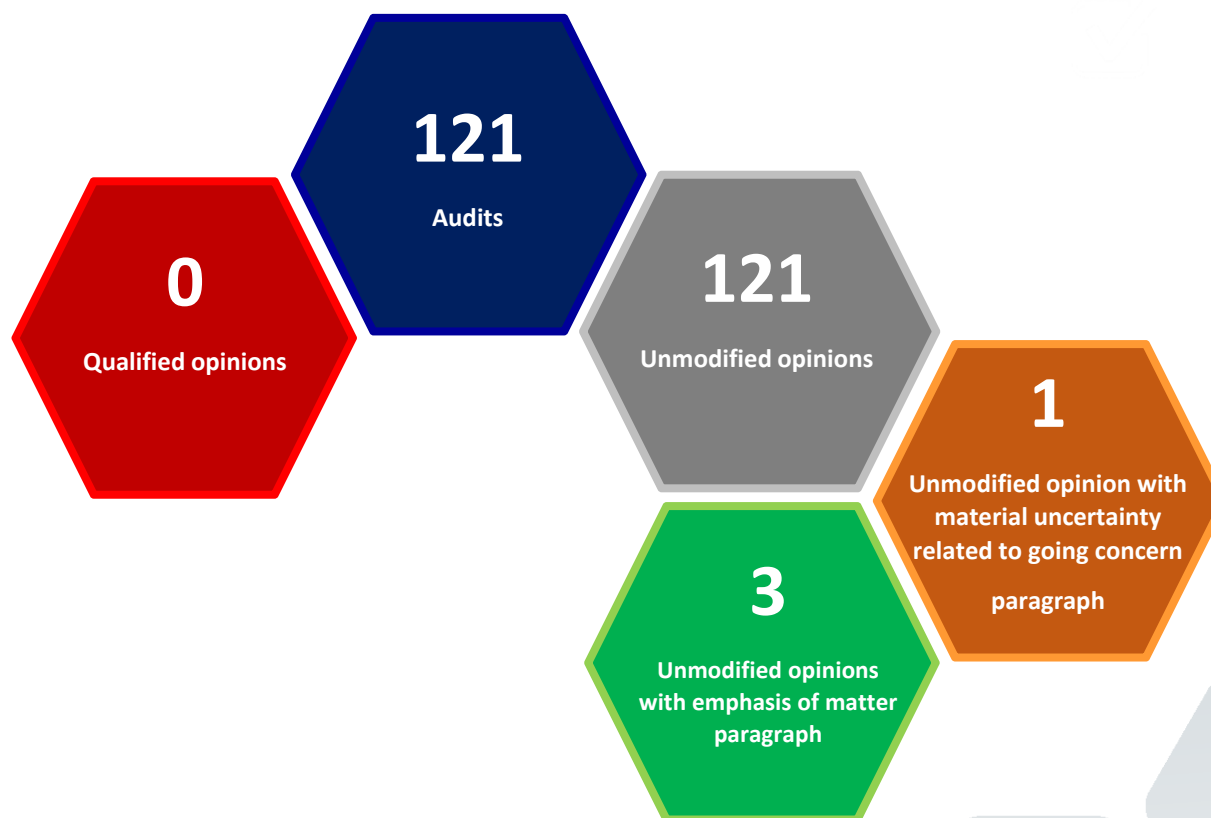 121
Audits
0
Qualified opinions
121
Unmodified opinions
1
Unmodified opinion with
material uncertainty
related to going concern
paragraph
3
Unmodified opinions
with emphasis of matter
paragraph